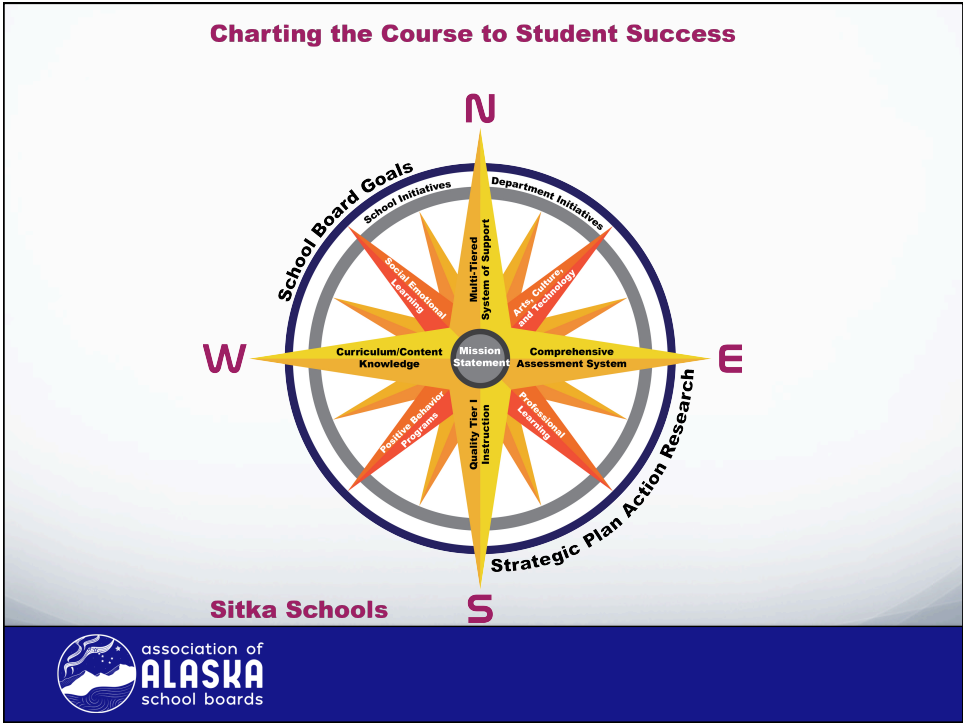 Charting the Course to Student Success
N
School Board Goals
School Initiatives
Department Initiatives
Multi-Tiered
System of Support
Social Emotional
Learning
Arts, Culture,
and Technology
W
Curriculum/Content
Knowledge
Mission
Statement
Comprehensive
Assessment System
E
Positive Behavior
Programs
Quality Tier I
Instruction
Professional
Learning
Strategic Plan Action Research
S
Sitka Schools
association of
ALASKA
school boards